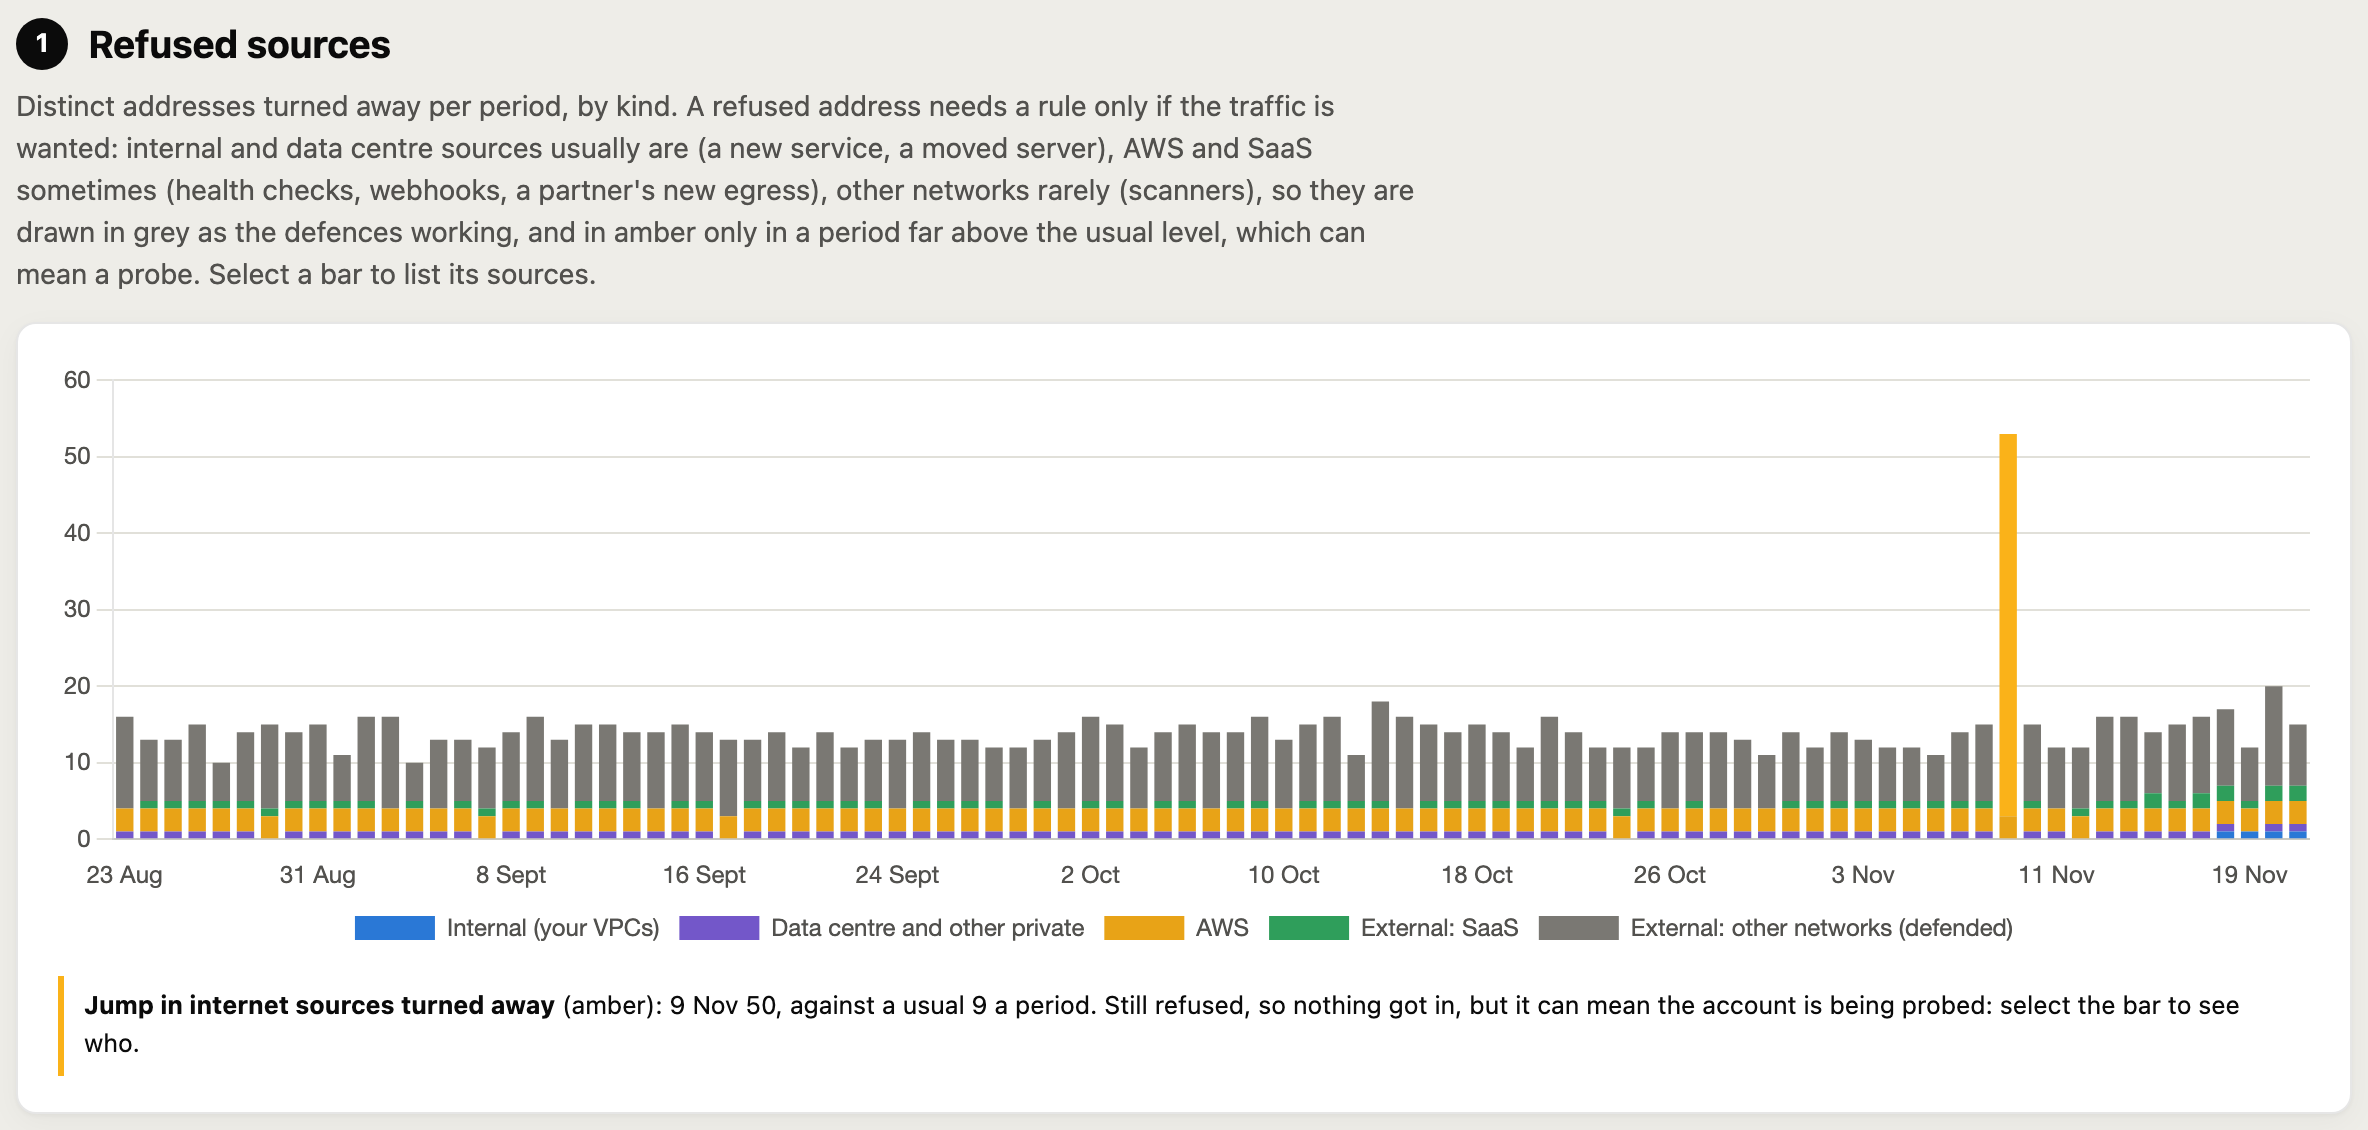 1 Refused sources
Distinct addresses turned away per period, by kind. A refused address needs a rule only if the traffic is
wanted: internal and data centre sources usually are (a new service, a moved server), AWS and SaaS
sometimes (health checks, webhooks, a partner's new egress), other networks rarely (scanners), so they are
drawn in grey as the defences working, and in amber only in a period far above the usual level, which can
mean a probe. Select a bar to list its sources.
60
50
40
30
20
10
0
23 Aug 31 Aug 8 Sept 16 Sept 24 Sept 2 Oct 10 Oct 18 Oct 26 Oct 3 Nov 11 Nov 19 Nov
Internal (your VPCs) Data centre and other private AWS External: SaaS External: other networks (defended)
Jump in internet sources turned away (amber): 9 Nov 50, against a usual 9 a period. Still refused, so nothing got in, but it can mean the account is being probed: select the bar to see
who.